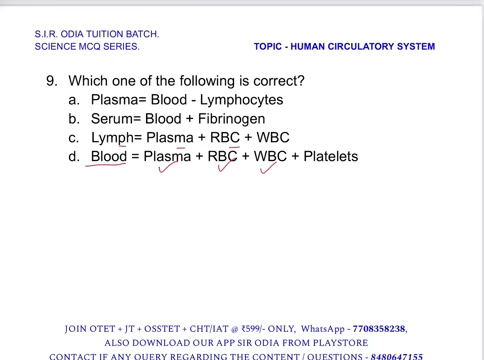 S.I.R. ODIA TUITION BATCH.
SCIENCE MCQ SERIES. TOPIC - HUMAN CIRCULATORY SYSTEM
9. Which one of the following is correct?
a. Plasma= Blood - Lymphocytes
b. Serum= Blood + Fibrinogen
c. Lymph= Plasma + RBC + WBC
d. Blood = Plasma + RBC + WBC + Platelets
JOIN OTET + JT + OSSTET + CHT/IAT @ ₹599/- ONLY, WhatsApp - 7708358238,
ALSO DOWNLOAD OUR APP SIR ODIA FROM PLAYSTORE
CONTACT IF ANY QUERY REGARDING THE CONTENT / QUESTIONS - 8480647155